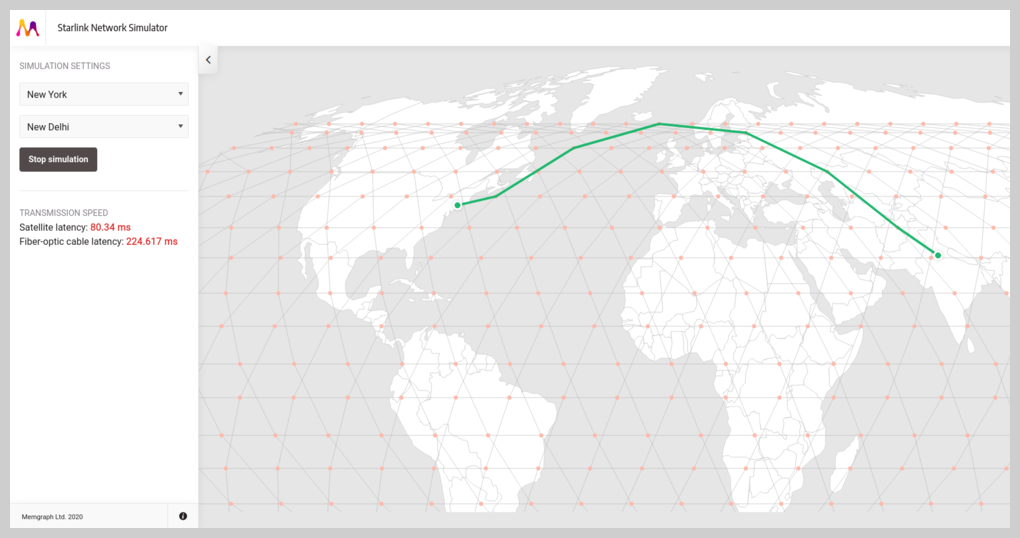 Starlink Network Simulator
SIMULATION SETTINGS
New York
New Delhi
Stop simulation
TRANSMISSION SPEED
Satellite latency: 80.34 ms
Fiber-optic cable latency: 224.617 ms
Memgraph Ltd. 2020